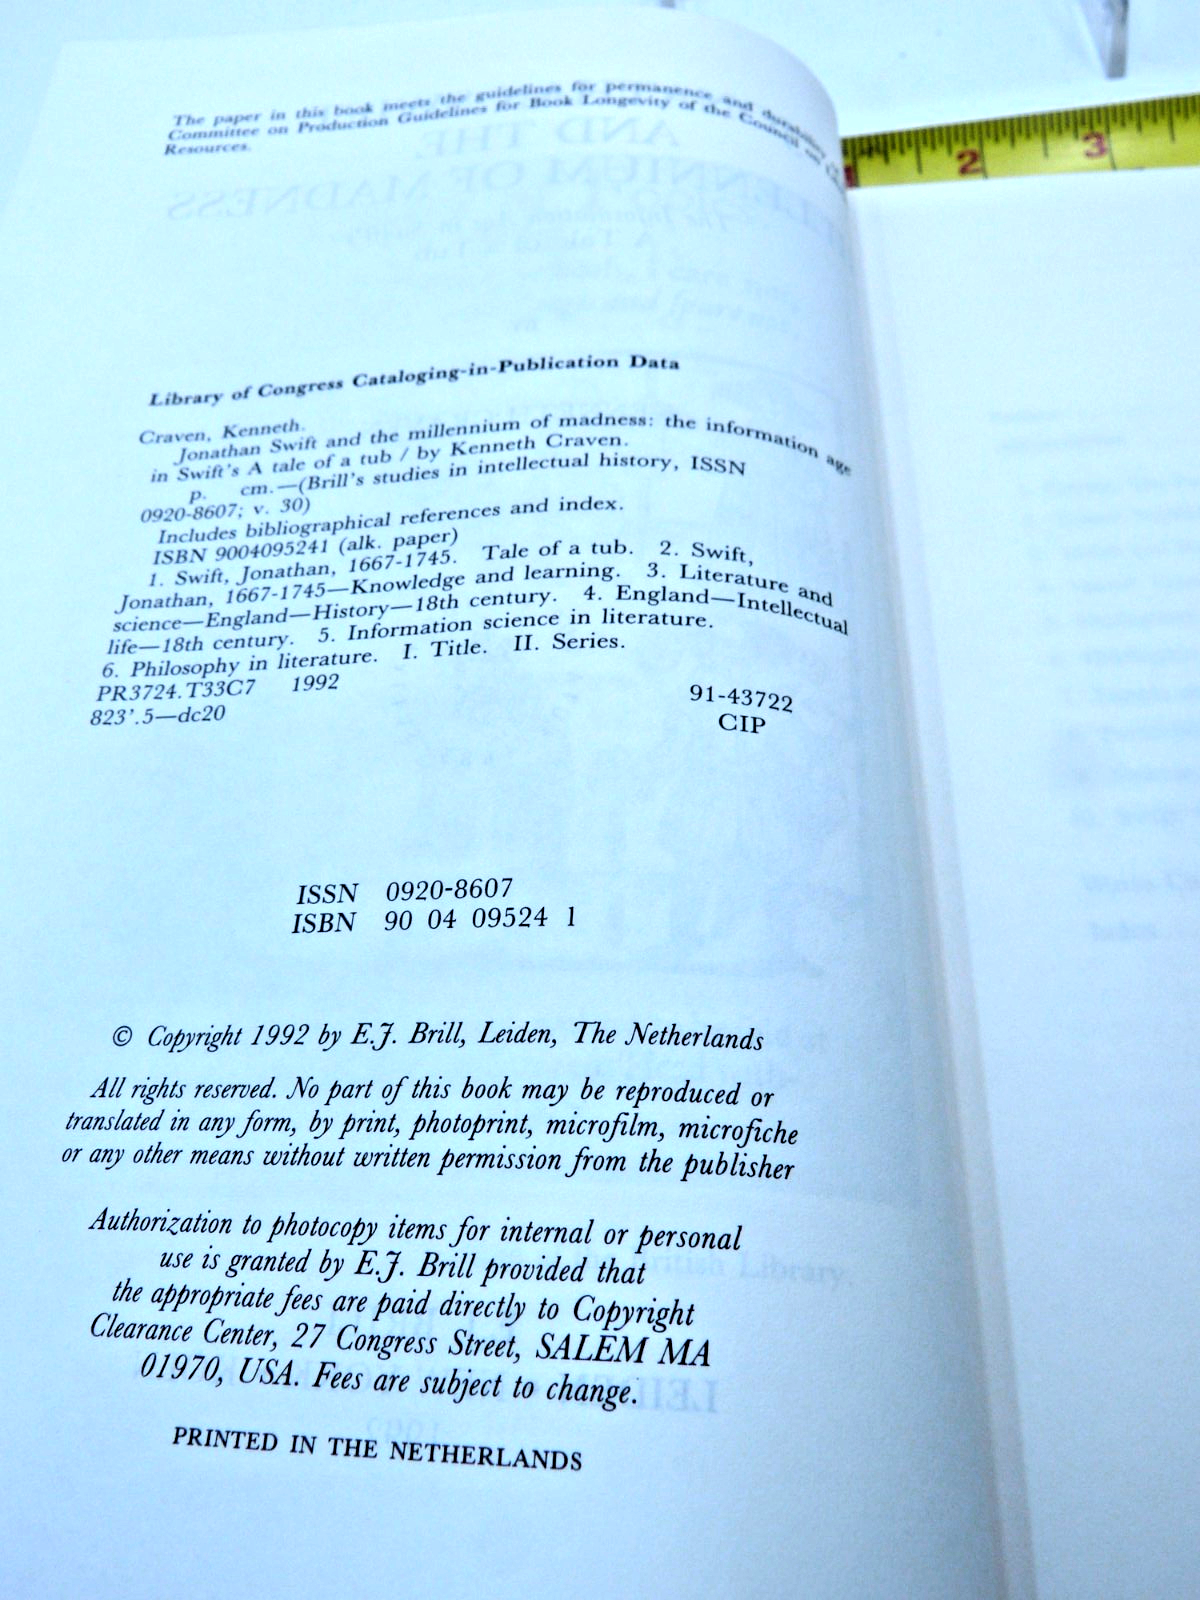 The paper in this book meets the guidelines for permanence and durability
Committee on Production Guidelines for Book Longevity of the Council on
Resources.
Library of Congress Cataloging-in-Publication Data
Craven, Kenneth.
Jonathan Swift and the millennium of madness: the information age
in Swift's A tale of a tub / by Kenneth Craven.
p. cm.—(Brill's studies in intellectual history, ISSN
0920-8607; v. 30)
Includes bibliographical references and index.
ISBN 9004095241 (alk. paper)
1. Swift, Jonathan, 1667-1745. Tale of a tub. 2. Swift,
Jonathan, 1667-1745—Knowledge and learning. 3. Literature and
science—England—History—18th century. 4. England—Intellectual
life—18th century. 5. Information science in literature.
6. Philosophy in literature. I. Title. II. Series.
PR3724.T33C7 1992
823'.5—dc20
91-43722
CIP
ISSN 0920-8607
ISBN 90 04 09524 1
© Copyright 1992 by E.J. Brill, Leiden, The Netherlands
All rights reserved. No part of this book may be reproduced or
translated in any form, by print, photoprint, microfilm, microfiche
or any other means without written permission from the publisher
Authorization to photocopy items for internal or personal
use is granted by E.J. Brill provided that
the appropriate fees are paid directly to Copyright
Clearance Center, 27 Congress Street, SALEM MA
01970, USA. Fees are subject to change.
PRINTED IN THE NETHERLANDS
2
3